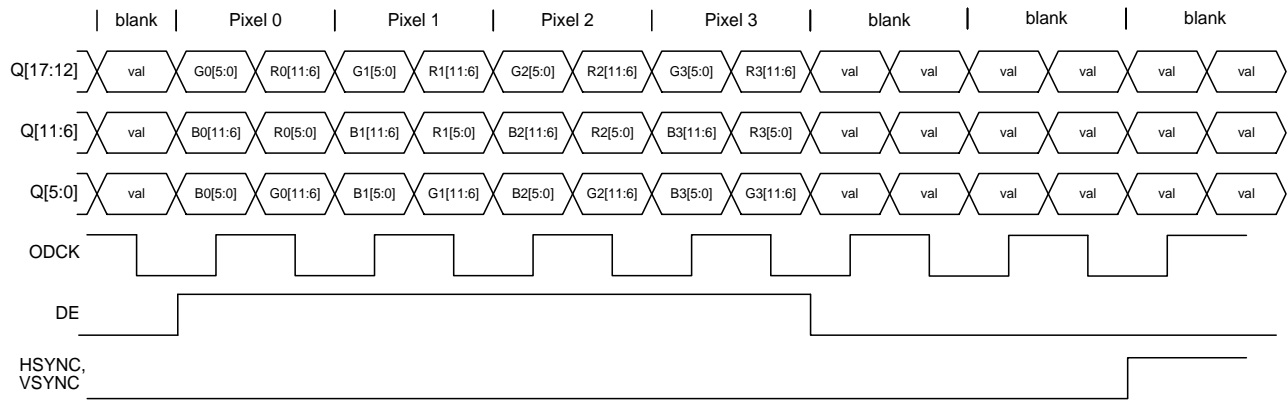 blank Pixel 0 Pixel 1 Pixel 2 Pixel 3 blank blank blank
Q[17:12] val G0[5:0] R0[11:6] G1[5:0] R1[11:6] G2[5:0] R2[11:6] G3[5:0] R3[11:6] val val val val val val
Q[11:6] val B0[11:6] R0[5:0] B1[11:6] R1[5:0] B2[11:6] R2[5:0] B3[11:6] R3[5:0] val val val val val val
Q[5:0] val B0[5:0] G0[11:6] B1[5:0] G1[11:6] B2[5:0] G2[11:6] B3[5:0] G3[11:6] val val val val val val
ODCK
DE
HSYNC,
VSYNC